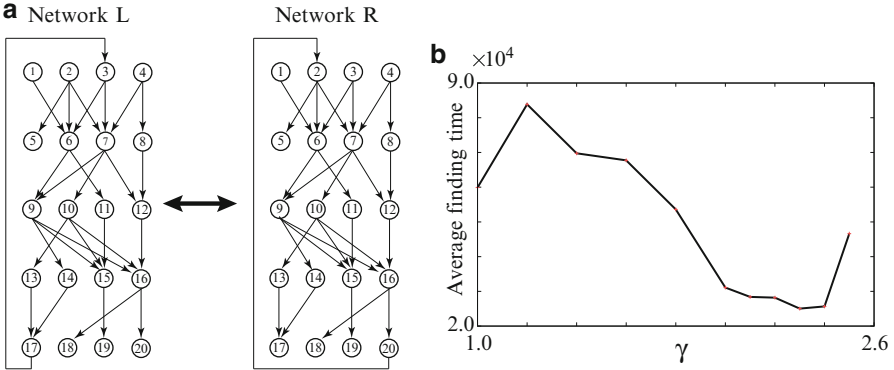 a Network L Network R
1 2 3 4 1 2 3 4
5 6 7 8 5 6 7 8
9 10 11 12 9 10 11 12
13 14 15 16 13 14 15 16
17 18 19 20 17 18 19 20
b
×10⁴
9.0
Average finding time
2.0
1.0 γ 2.6